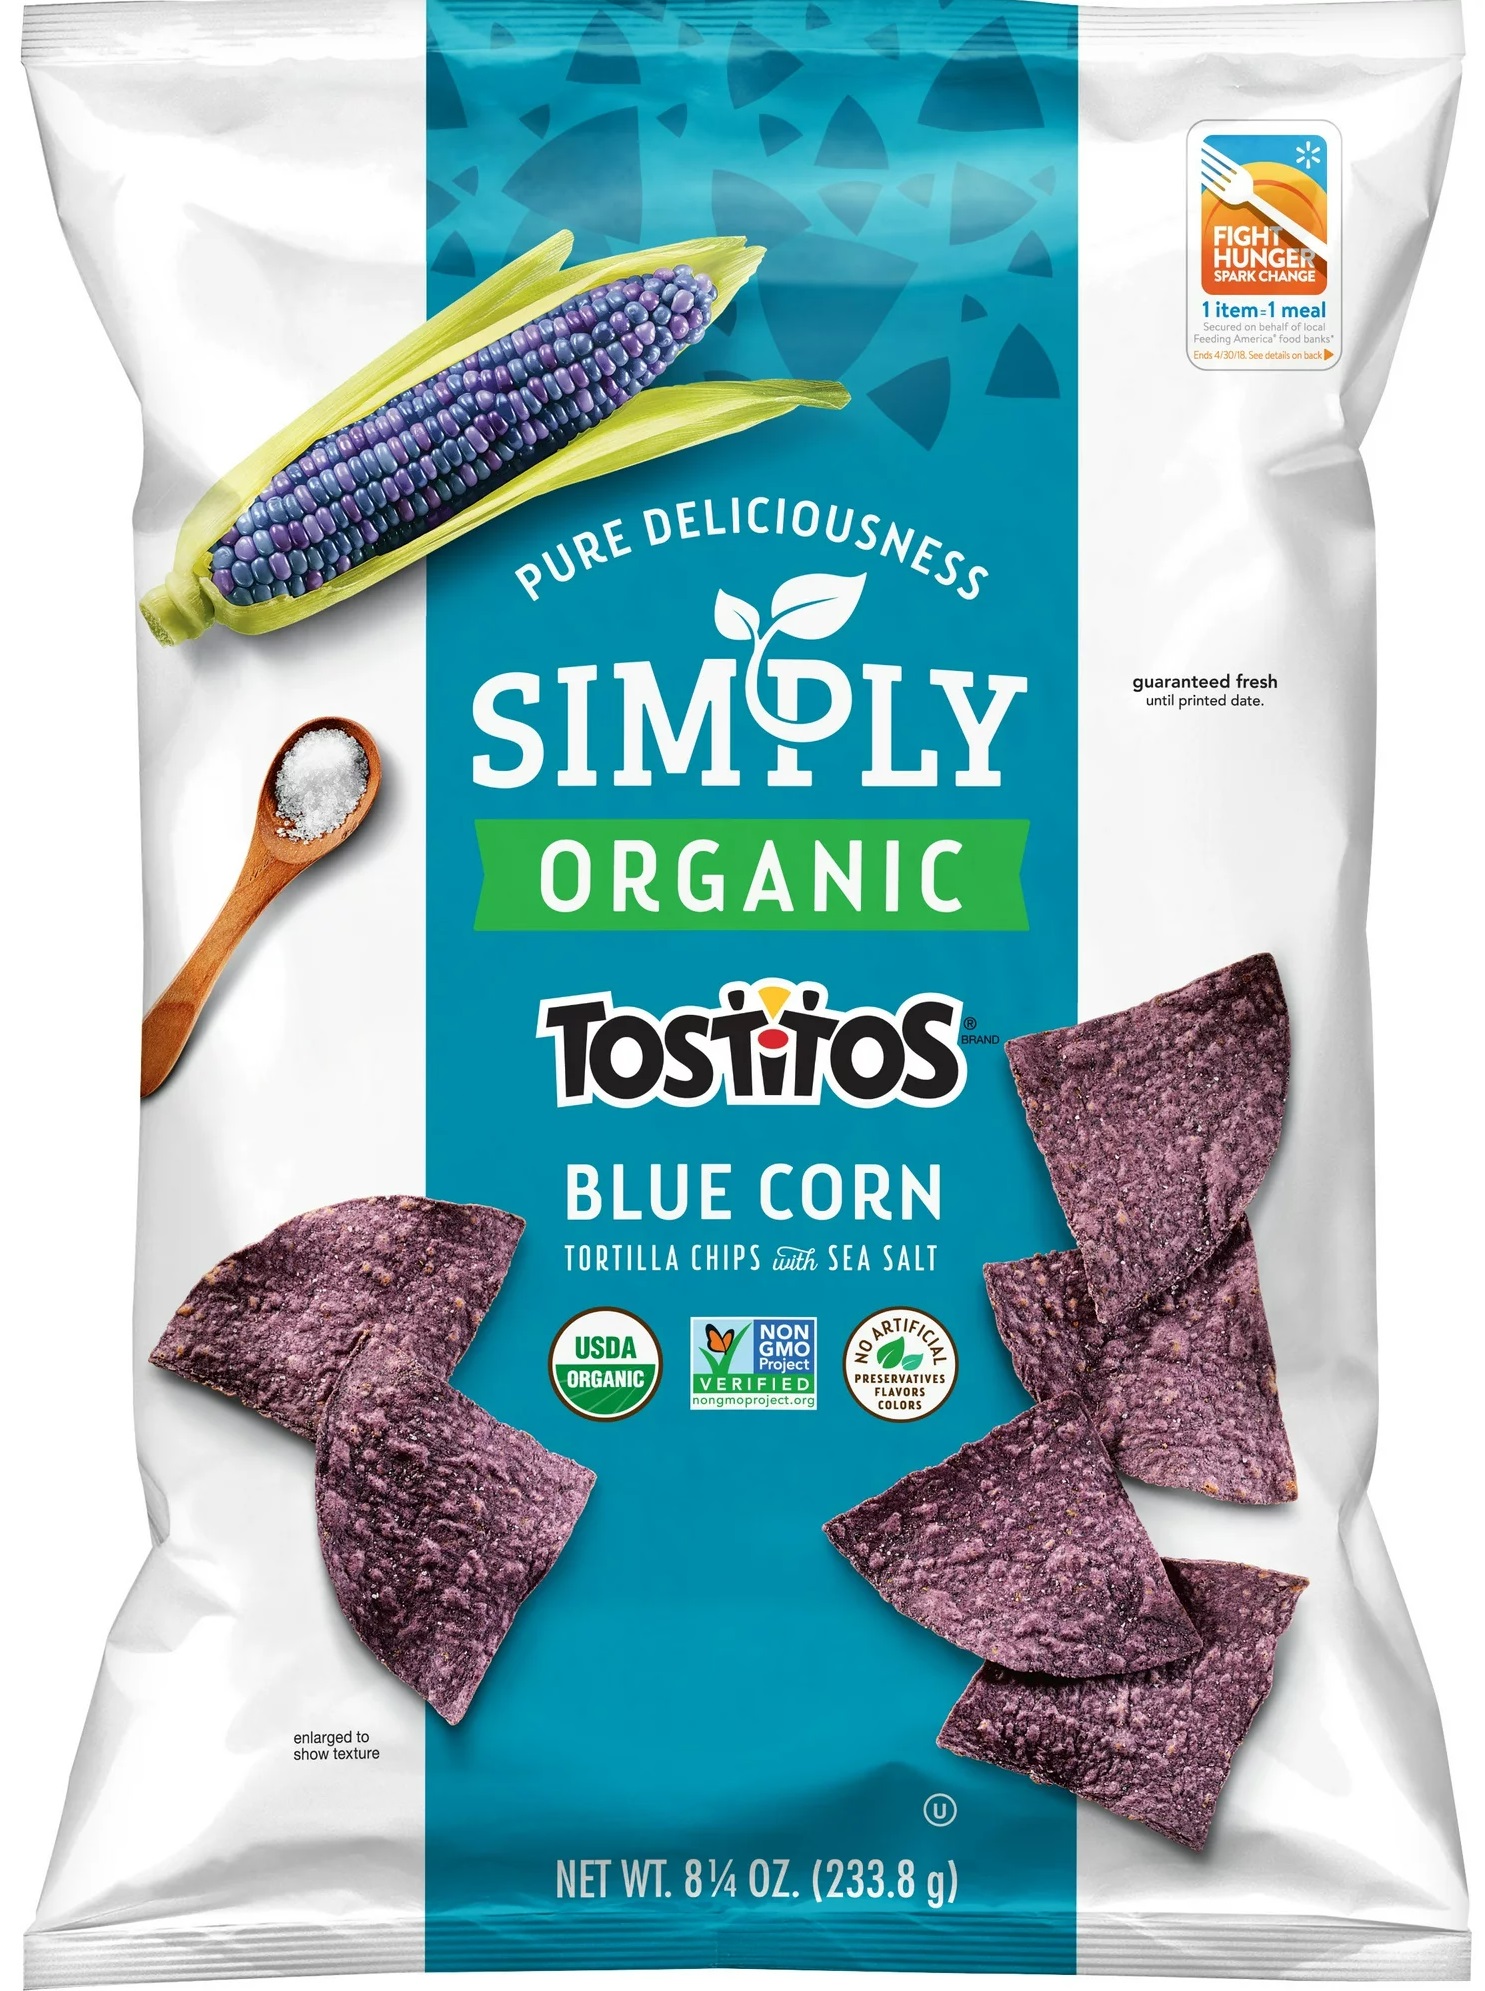 FIGHT
HUNGER
SPARK CHANGE
1 item=1 meal
Secured on behalf of local
Feeding America® food banks*
Ends 4/30/18. See details on back
PURE DELICIOUSNESS
SIMPLY
ORGANIC
guaranteed fresh
until printed date.
TOSTITOS®
BRAND
BLUE CORN
TORTILLA CHIPS with SEA SALT
USDA
ORGANIC
NON
GMO
Project
VERIFIED
nongmoproject.org
NO ARTIFICIAL
PRESERVATIVES
FLAVORS
COLORS
enlarged to
show texture
U
NET WT. 8 ¼ OZ. (233.8 g)